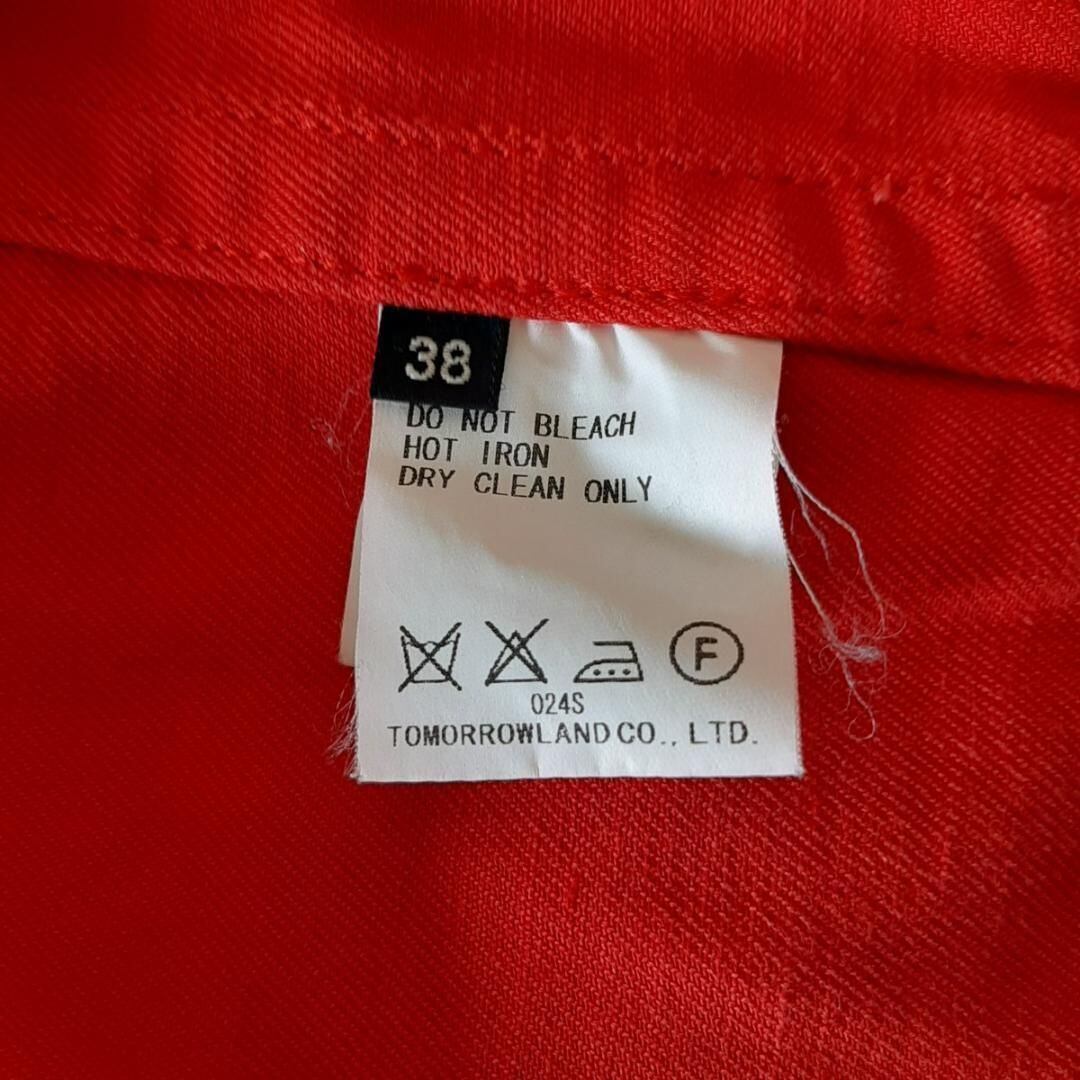 38
DO NOT BLEACH
HOT IRON
DRY CLEAN ONLY
F
024S
TOMORROWLAND CO., LTD.